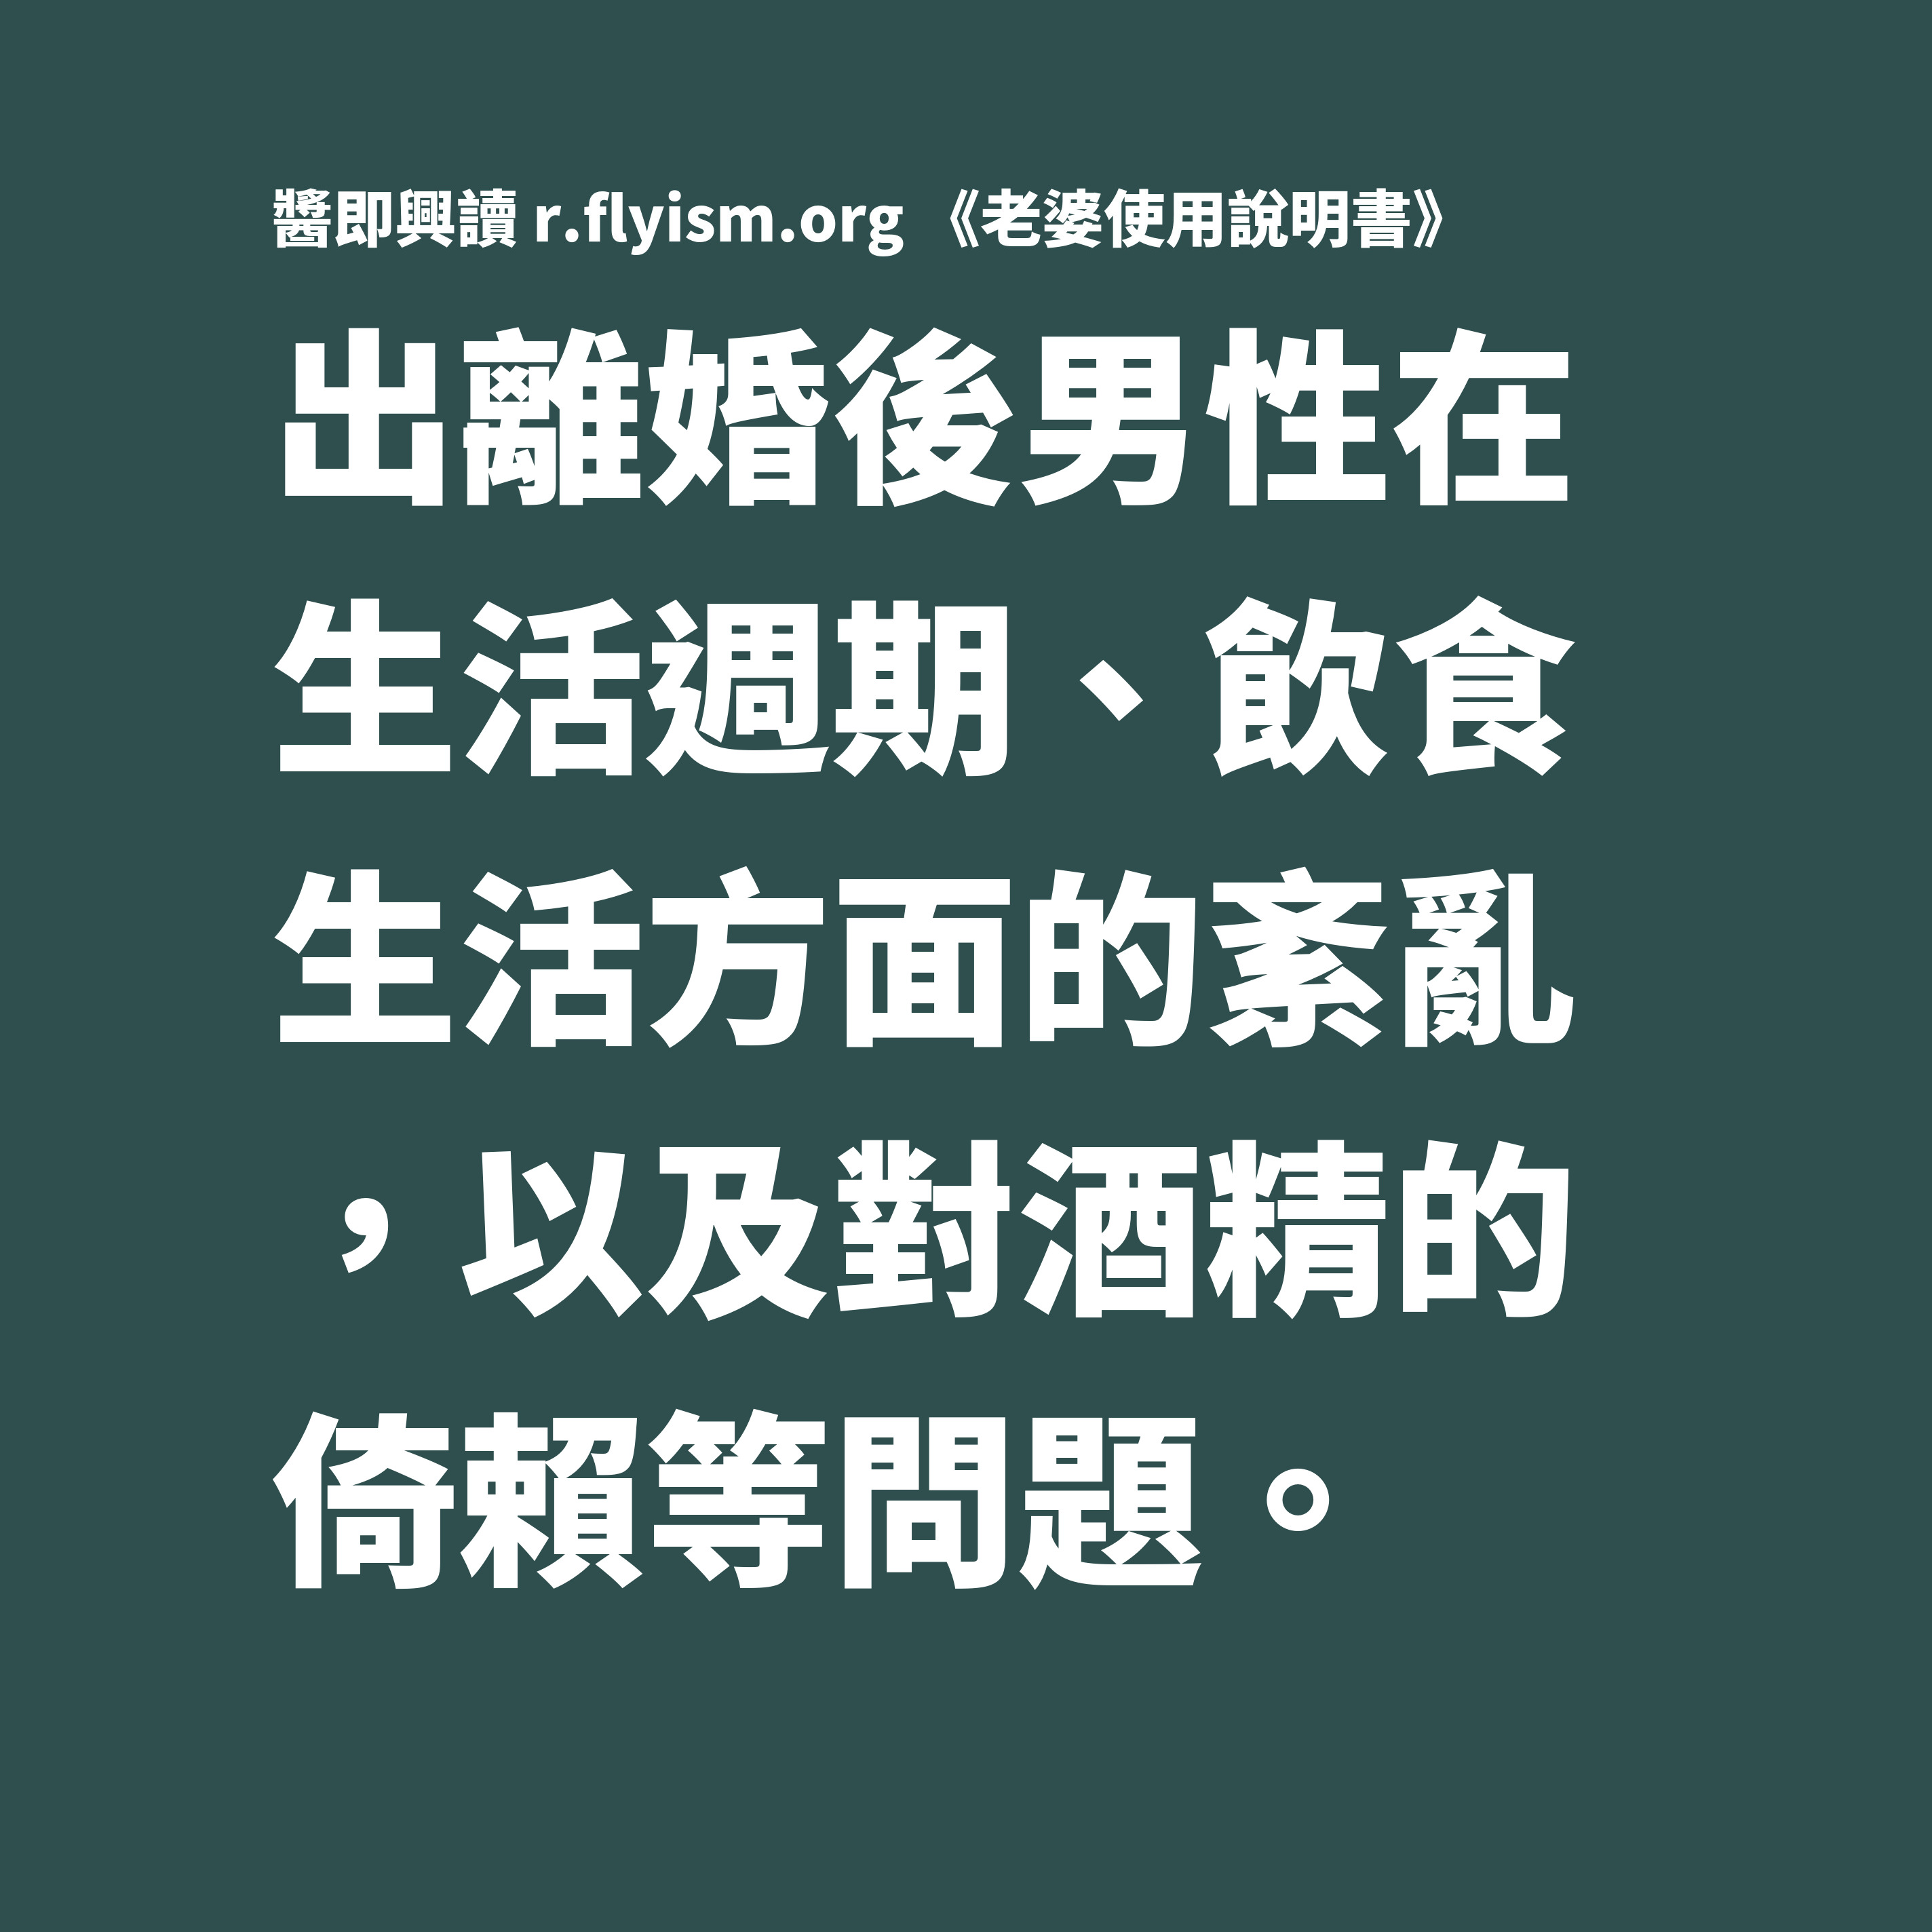 豎即焗讀 r.flyism.org 《老婆使用說明書》
出離婚後男性在
生活週期、飲食
生活方面的紊亂
，以及對酒精的
倚賴等問題。